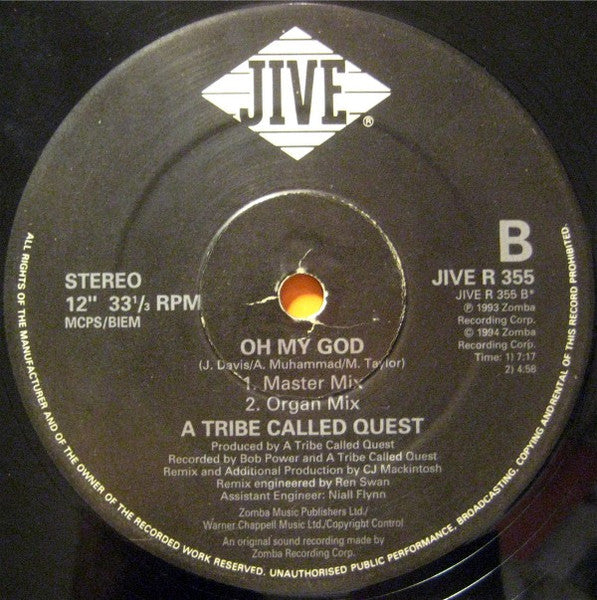 JIVE
®
B
STEREO
12" 33⅓ RPM
MCPS/BIEM
JIVE R 355
JIVE R 355 B*
℗ 1993 Zomba
Recording Corp.
© 1994 Zomba
Recording Corp.
Time: 1) 7:17
2) 4:58
OH MY GOD
(J. Davis/A. Muhammad/M. Taylor)
1. Master Mix
2. Organ Mix
A TRIBE CALLED QUEST
Produced by A Tribe Called Quest
Recorded by Bob Power and A Tribe Called Quest
Remix and Additional Production by CJ Mackintosh
Remix engineered by Ren Swan
Assistant Engineer: Niall Flynn
Zomba Music Publishers Ltd/
Warner Chappell Music Ltd./Copyright Control
An original sound recording made by
Zomba Recording Corp.
ALL RIGHTS OF THE MANUFACTURER AND OF THE OWNER OF THE RECORDED WORK RESERVED. UNAUTHORISED PUBLIC PERFORMANCE, BROADCASTING, COPYING AND RENTAL OF THIS RECORD PROHIBITED.